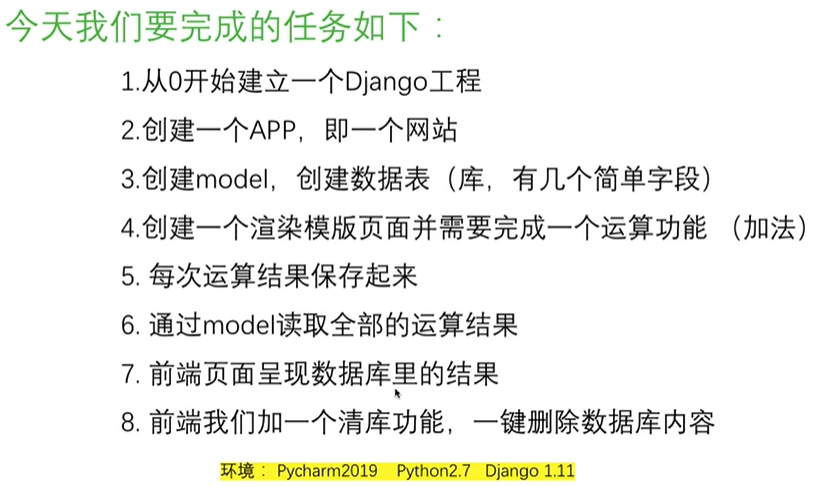 今天我们要完成的任务如下：
1.从0开始建立一个Django工程
2.创建一个APP，即一个网站
3.创建model，创建数据表（库，有几个简单字段）
4.创建一个渲染模版页面并需要完成一个运算功能 （加法）
5. 每次运算结果保存起来
6. 通过model读取全部的运算结果
7. 前端页面呈现数据库里的结果
8. 前端我们加一个清库功能，一键删除数据库内容
环境： Pycharm2019 Python2.7 Django 1.11